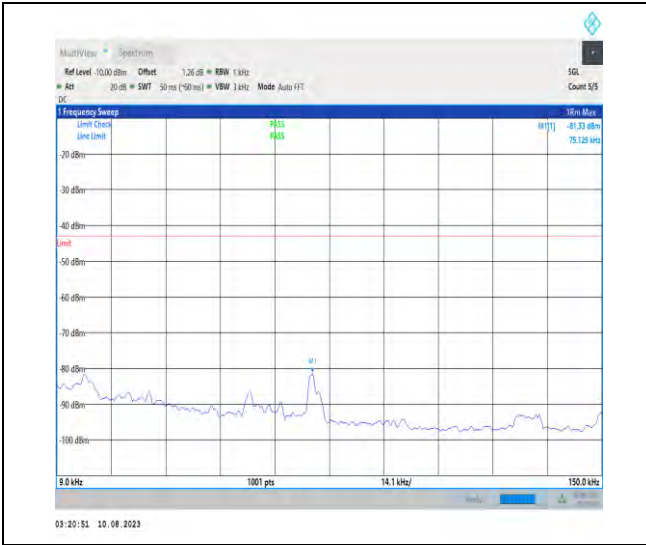 MultiView Spectrum
Ref Level -10.00 dBm Offset 1.26 dB RBW 1 kHz SGL
Att 20 dB SWT 50 ms (~60 ms) VBW 3 kHz Mode Auto FFT Count 5/5
DC
1 Frequency Sweep 1Rm Max
Limit Check PASS M1[1] -81.33 dBm
Line Limit PASS 75.129 kHz
-20 dBm
-30 dBm
-40 dBm
Limit
-50 dBm
-60 dBm
-70 dBm
M1
-80 dBm
-90 dBm
-100 dBm
9.0 kHz 1001 pts 14.1 kHz/ 150.0 kHz
03:20:51 10.08.2023